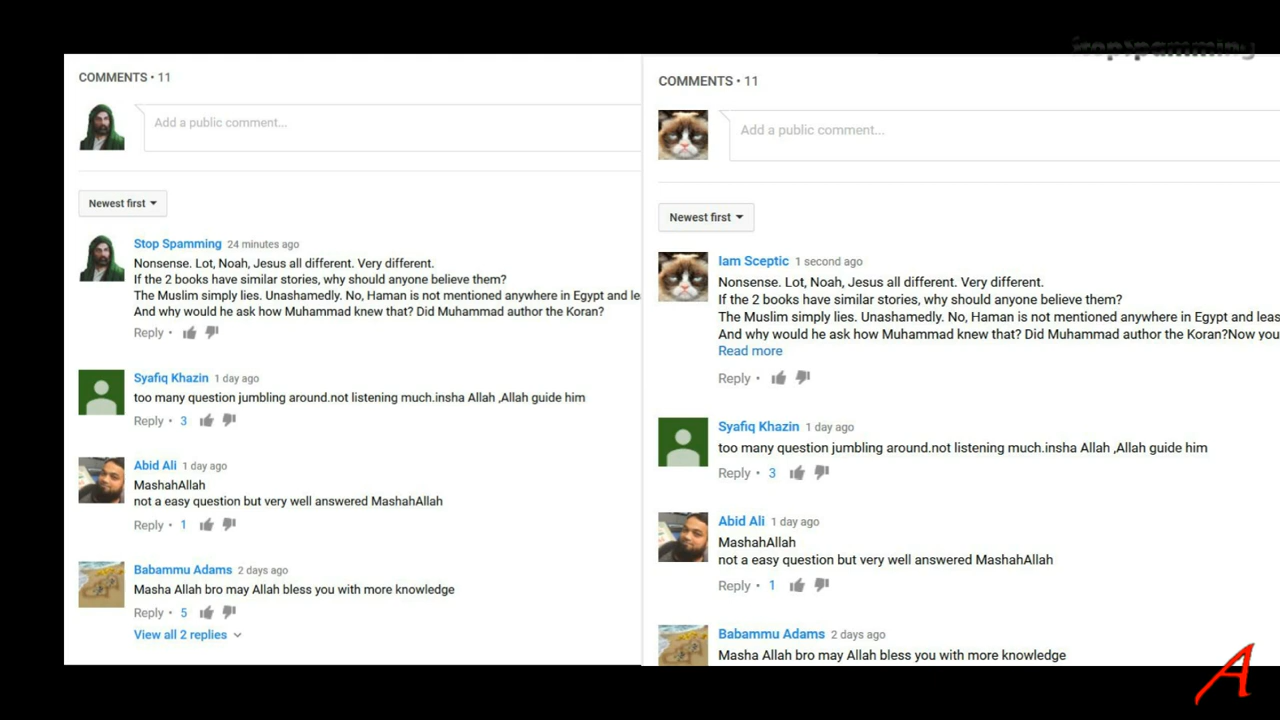 COMMENTS • 11
Add a public comment...
Newest first
Stop Spamming 24 minutes ago
Nonsense. Lot, Noah, Jesus all different. Very different.
If the 2 books have similar stories, why should anyone believe them?
The Muslim simply lies. Unashamedly. No, Haman is not mentioned anywhere in Egypt and lea
And why would he ask how Muhammad knew that? Did Muhammad author the Koran?
Reply •
Syafiq Khazin 1 day ago
too many question jumbling around.not listening much.insha Allah ,Allah guide him
Reply • 3
Abid Ali 1 day ago
MashahAllah
not a easy question but very well answered MashahAllah
Reply • 1
Babammu Adams 2 days ago
Masha Allah bro may Allah bless you with more knowledge
Reply • 5
View all 2 replies
COMMENTS • 11
Add a public comment...
Newest first
Iam Sceptic 1 second ago
Nonsense. Lot, Noah, Jesus all different. Very different.
If the 2 books have similar stories, why should anyone believe them?
The Muslim simply lies. Unashamedly. No, Haman is not mentioned anywhere in Egypt and leas
And why would he ask how Muhammad knew that? Did Muhammad author the Koran?Now you
Read more
Reply •
Syafiq Khazin 1 day ago
too many question jumbling around.not listening much.insha Allah ,Allah guide him
Reply • 3
Abid Ali 1 day ago
MashahAllah
not a easy question but very well answered MashahAllah
Reply • 1
Babammu Adams 2 days ago
Masha Allah bro may Allah bless you with more knowledge
A